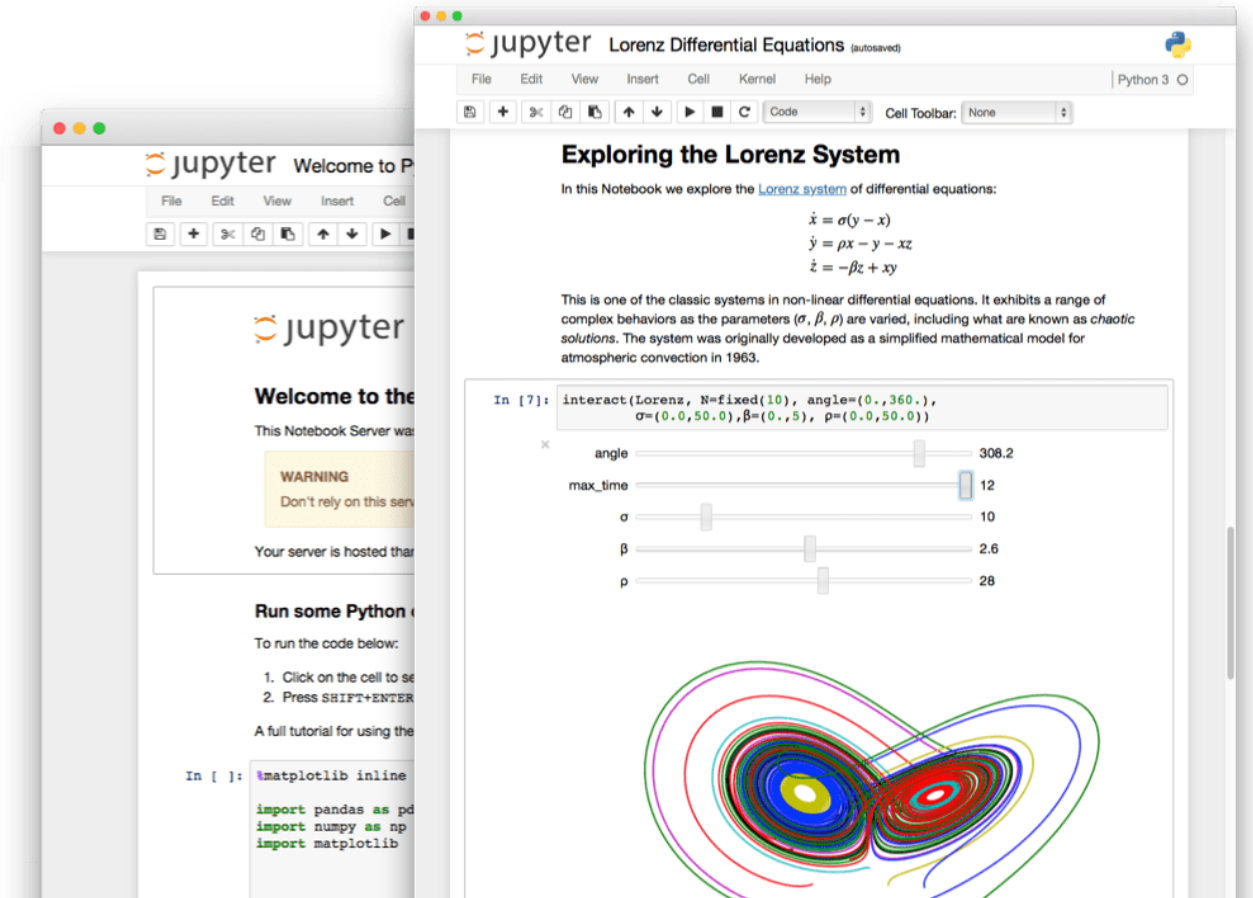 jupyter Lorenz Differential Equations (autosaved)
File Edit View Insert Cell Kernel Help Python 3
Code Cell Toolbar: None
Exploring the Lorenz System
In this Notebook we explore the Lorenz system of differential equations:
ẋ = σ(y − x)
ẏ = ρx − y − xz
ż = −βz + xy
This is one of the classic systems in non-linear differential equations. It exhibits a range of
complex behaviors as the parameters (σ, β, ρ) are varied, including what are known as chaotic
solutions. The system was originally developed as a simplified mathematical model for
atmospheric convection in 1963.
In [7]: interact(Lorenz, N=fixed(10), angle=(0.,360.),
σ=(0.0,50.0),β=(0.,5), ρ=(0.0,50.0))
angle 308.2
max_time 12
σ 10
β 2.6
ρ 28
jupyter Welcome to P
File Edit View Insert Cell
jupyter
Welcome to the
This Notebook Server was
WARNING
Don't rely on this serv
Your server is hosted than
Run some Python c
To run the code below:
1. Click on the cell to se
2. Press SHIFT+ENTER
A full tutorial for using the
In [ ]: %matplotlib inline
import pandas as pd
import numpy as np
import matplotlib